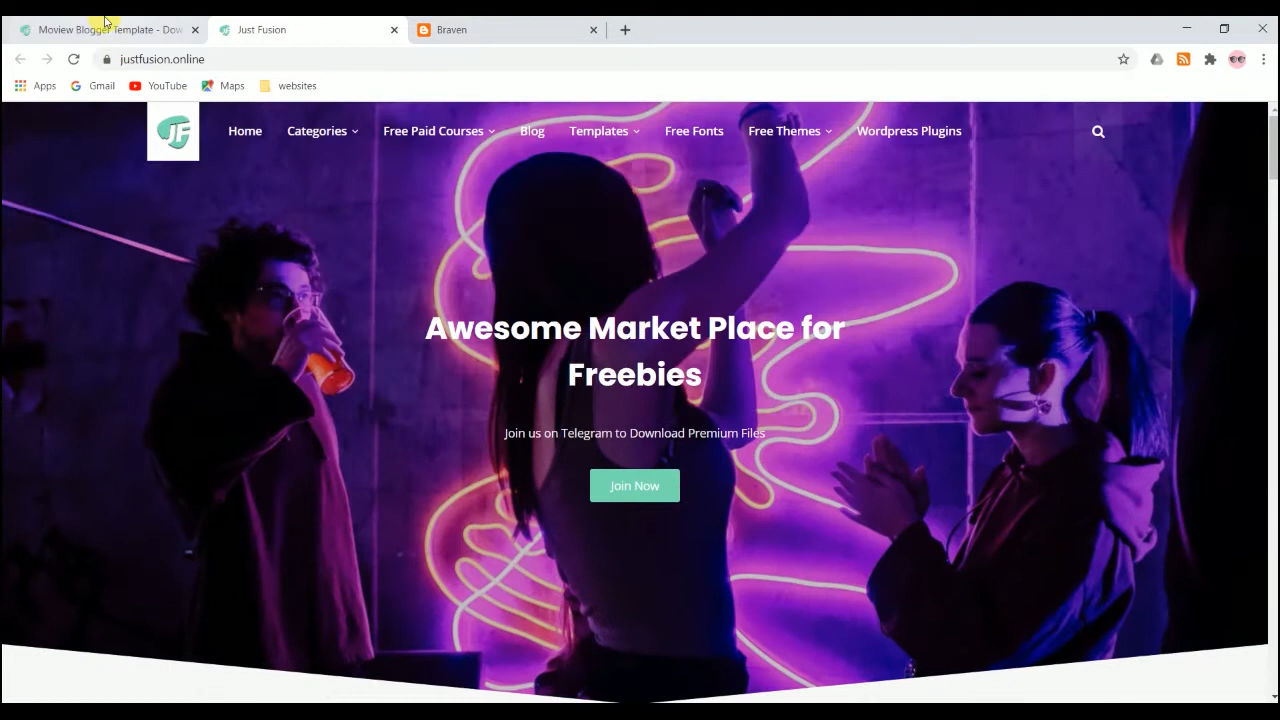 Moview Blogger Template - Dow
Just Fusion
Braven
justfusion.online
Apps
Gmail
YouTube
Maps
websites
JF
Home
Categories
Free Paid Courses
Blog
Templates
Free Fonts
Free Themes
Wordpress Plugins
Awesome Market Place for
Freebies
Join us on Telegram to Download Premium Files
Join Now